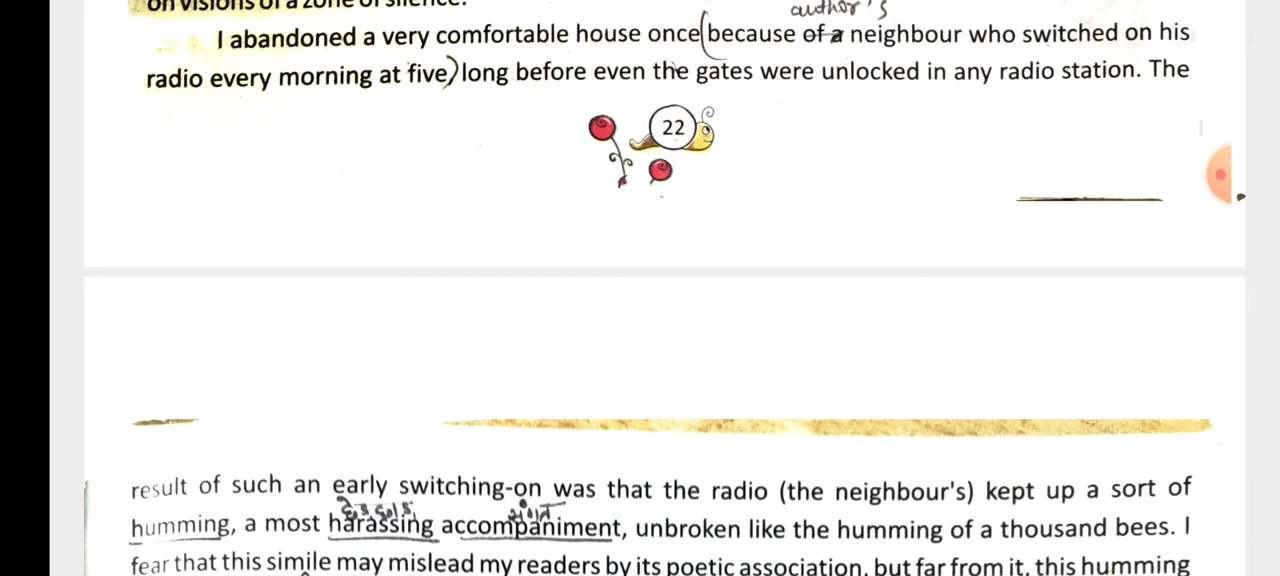 on visions of a zone of silence.
author's
I abandoned a very comfortable house once (because of a neighbour who switched on his
radio every morning at five) long before even the gates were unlocked in any radio station. The
22
result of such an early switching-on was that the radio (the neighbour's) kept up a sort of
humming, a most harassing accompaniment, unbroken like the humming of a thousand bees. I
fear that this simile may mislead my readers by its poetic association, but far from it, this humming